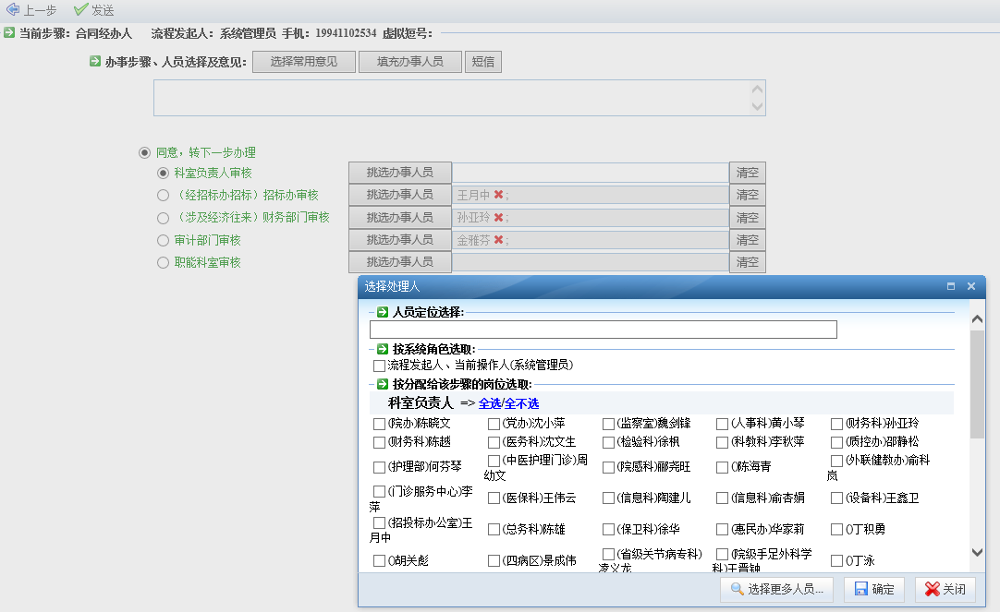 上一步 发送
当前步骤：合同经办人 流程发起人：系统管理员 手机：19941102534 虚拟短号：
办事步骤、人员选择及意见： 选择常用意见 填充办事人员 短信
同意，转下一步办理
科室负责人审核 挑选办事人员 清空
（经招标办招标）招标办审核 挑选办事人员 王月中 ; 清空
（涉及经济往来）财务部门审核 挑选办事人员 孙亚玲 ; 清空
审计部门审核 挑选办事人员 金雅芬 ; 清空
职能科室审核 挑选办事人员 清空
选择处理人
人员定位选择：
按系统角色选取：
流程发起人、当前操作人(系统管理员)
按分配给该步骤的岗位选取：
科室负责人 => 全选/全不选
(院办)陈晓文 (党办)沈小萍 (监察室)魏剑锋 (人事科)黄小琴 (财务科)孙亚玲
(财务科)陈越 (医务科)沈文生 (检验科)徐枫 (科教科)李秋萍 (质控办)邵静松
(护理部)何芬琴 (中医护理门诊)周幼文 (院感科)郦尧旺 ()陈海青 (外联健教办)俞科岚
(门诊服务中心)李萍 (医保科)王伟云 (信息科)陶建儿 (信息科)俞杏娟 (设备科)王鑫卫
(招投标办公室)王月中 (总务科)陈雄 (保卫科)徐华 (惠民办)华家莉 ()丁积勇
()胡关彪 (四病区)景成伟 (省级关节病专科)凌义龙 (院级手足外科学科)王晋钟 ()丁泳
选择更多人员... 确定 关闭